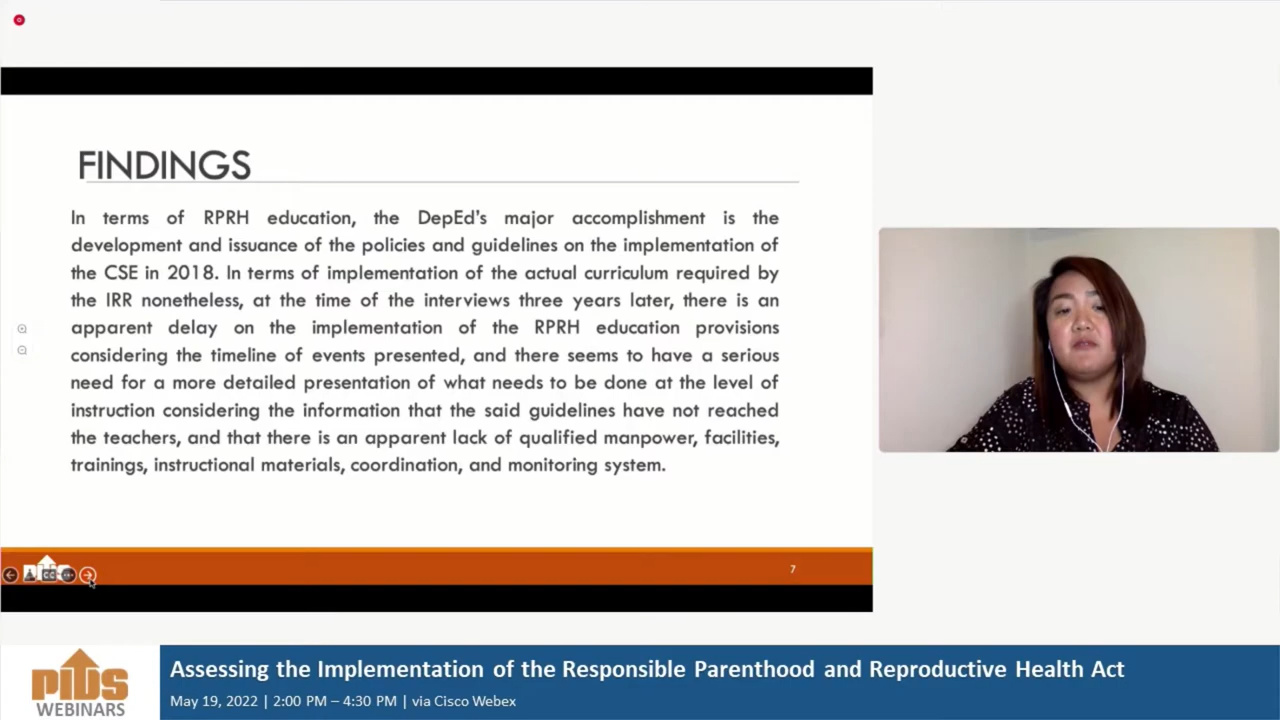 FINDINGS
In terms of RPRH education, the DepEd's major accomplishment is the
development and issuance of the policies and guidelines on the implementation of
the CSE in 2018. In terms of implementation of the actual curriculum required by
the IRR nonetheless, at the time of the interviews three years later, there is an
apparent delay on the implementation of the RPRH education provisions
considering the timeline of events presented, and there seems to have a serious
need for a more detailed presentation of what needs to be done at the level of
instruction considering the information that the said guidelines have not reached
the teachers, and that there is an apparent lack of qualified manpower, facilities,
trainings, instructional materials, coordination, and monitoring system.
7
PIDS
WEBINARS
Assessing the Implementation of the Responsible Parenthood and Reproductive Health Act
May 19, 2022 | 2:00 PM – 4:30 PM | via Cisco Webex